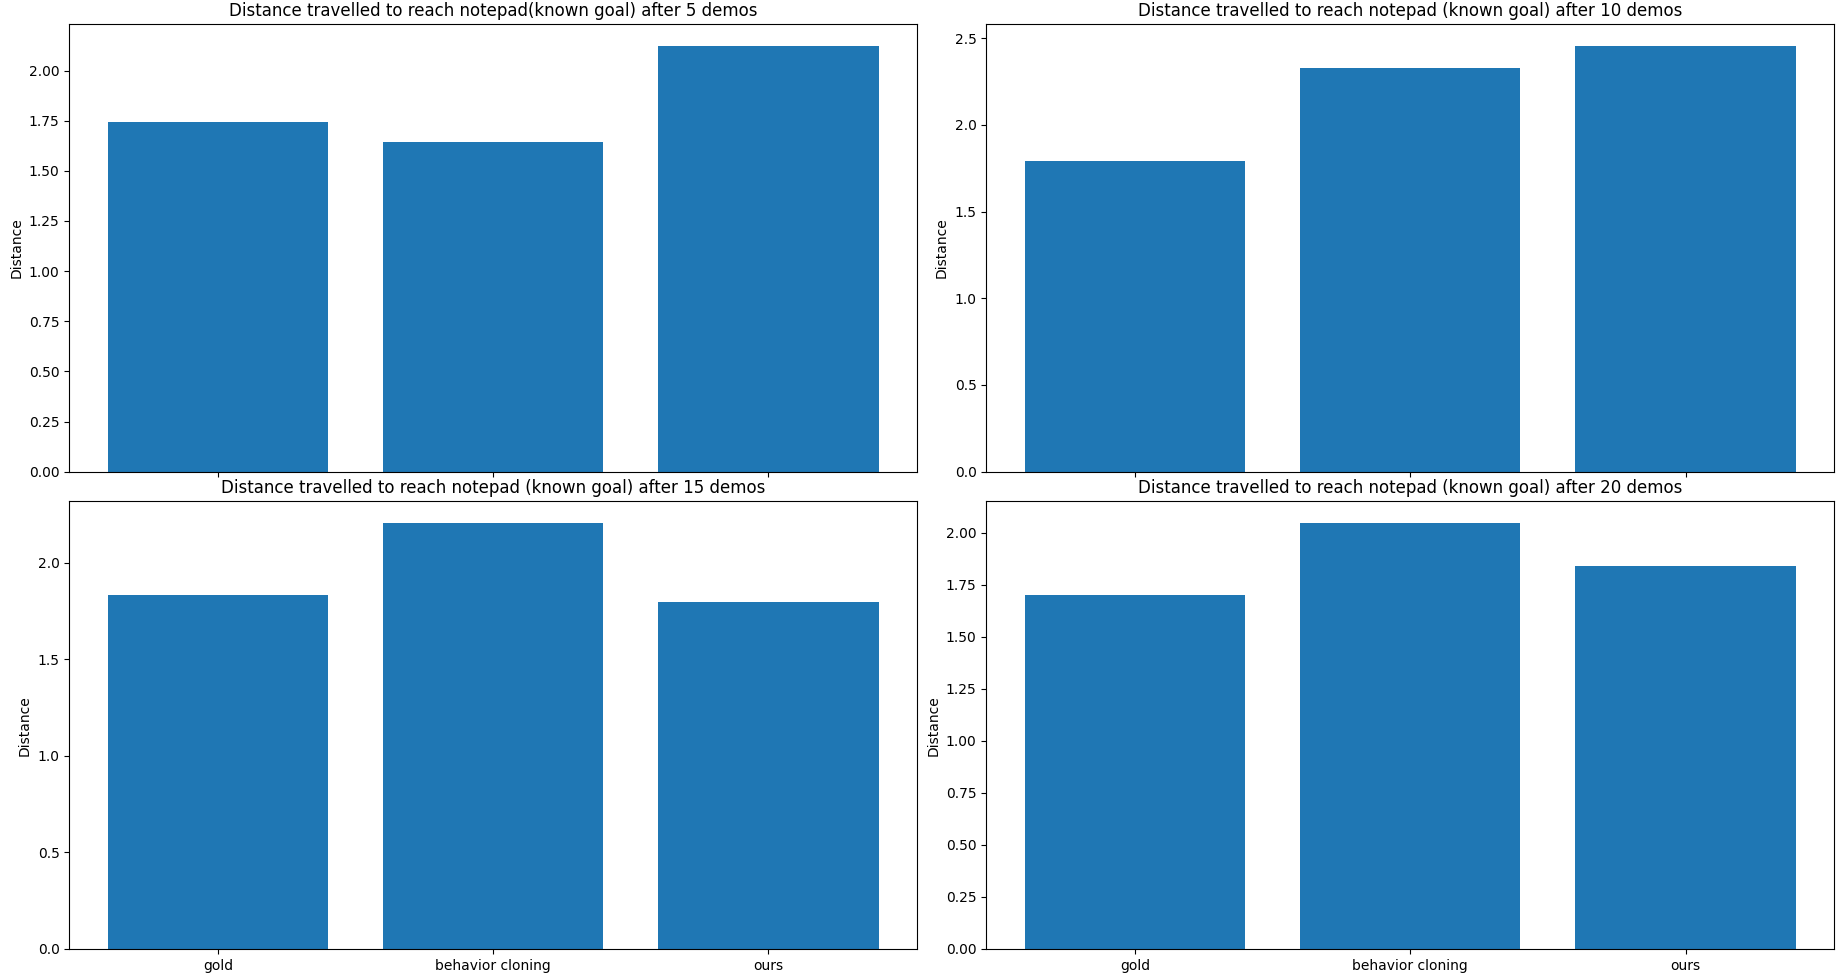 Distance travelled to reach notepad(known goal) after 5 demos
Distance
2.00
1.75
1.50
1.25
1.00
0.75
0.50
0.25
0.00
Distance travelled to reach notepad (known goal) after 10 demos
Distance
2.5
2.0
1.5
1.0
0.5
0.0
Distance travelled to reach notepad (known goal) after 15 demos
Distance
2.0
1.5
1.0
0.5
0.0
gold behavior cloning ours
Distance travelled to reach notepad (known goal) after 20 demos
Distance
2.00
1.75
1.50
1.25
1.00
0.75
0.50
0.25
0.00
gold behavior cloning ours